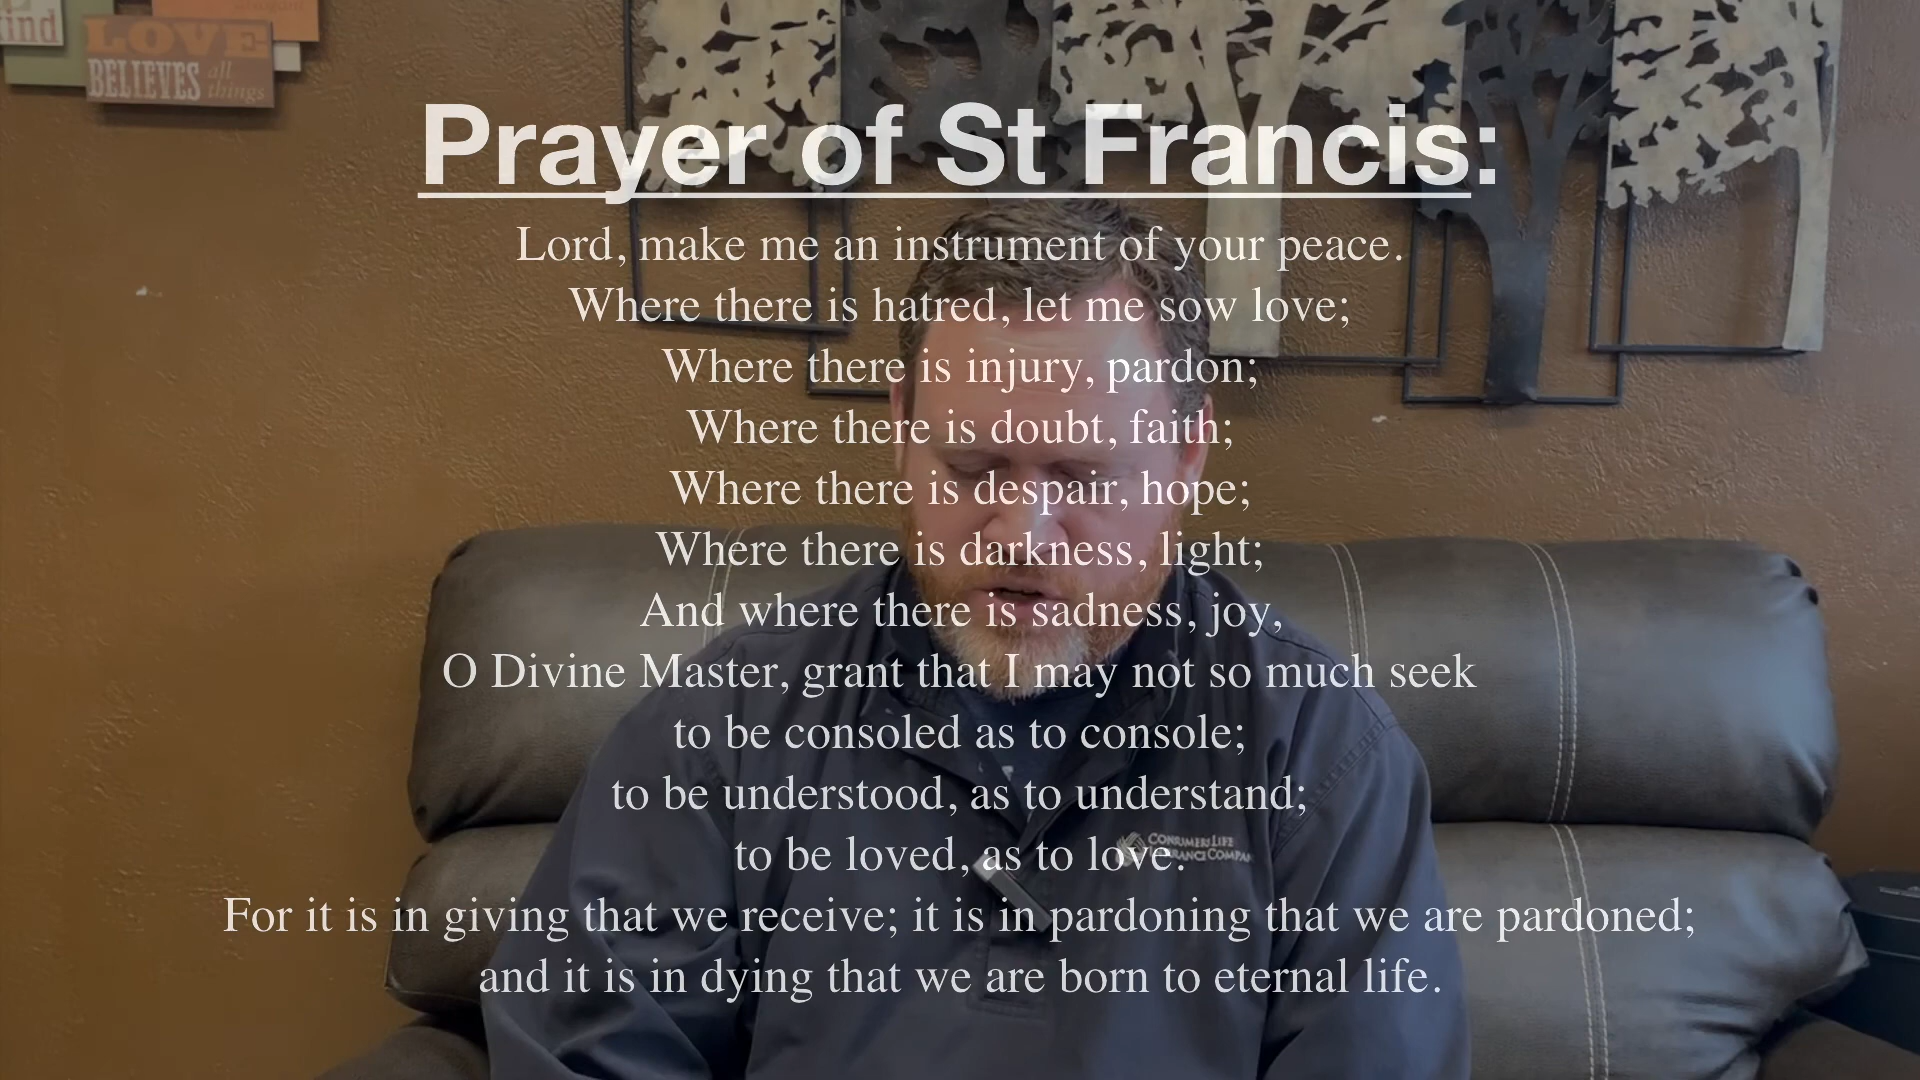 ind
LOVE
BELIEVES all things
Prayer of St Francis:
Lord, make me an instrument of your peace.
Where there is hatred, let me sow love;
Where there is injury, pardon;
Where there is doubt, faith;
Where there is despair, hope;
Where there is darkness, light;
And where there is sadness, joy,
O Divine Master, grant that I may not so much seek
to be consoled as to console;
to be understood, as to understand;
to be loved, as to love.
CONSUMERS LIFE
For it is in giving that we receive; it is in pardoning that we are pardoned;
and it is in dying that we are born to eternal life.